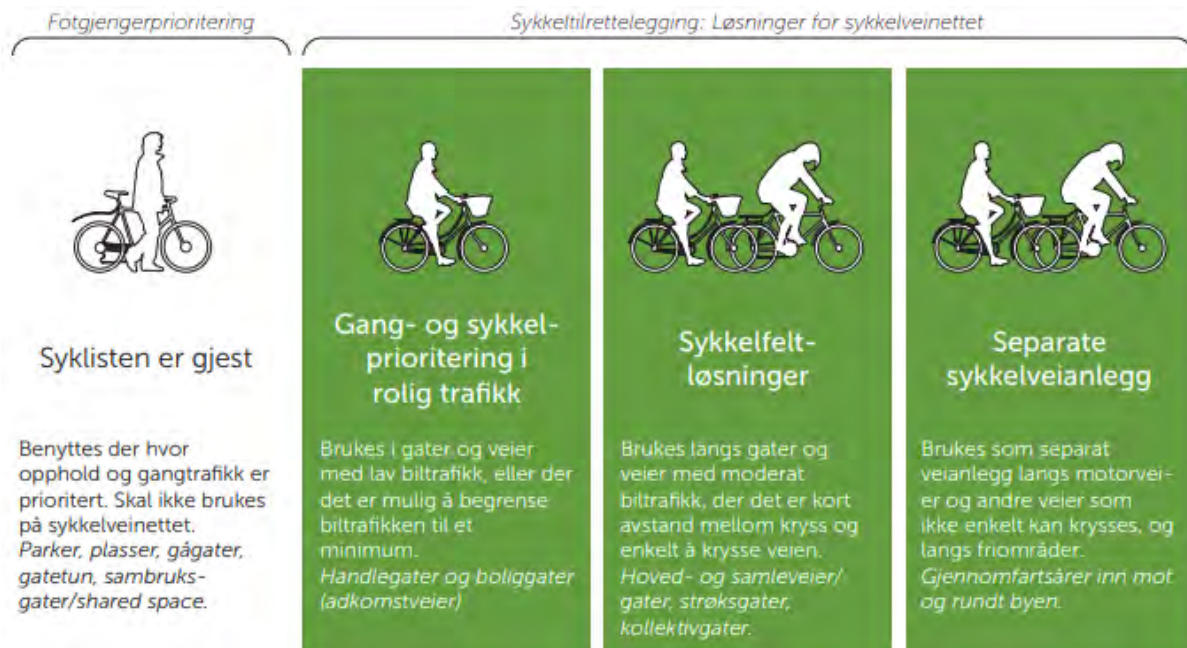 Fotgjengerprioritering
Sykkeltilrettelegging: Løsninger for sykkelveinettet
Syklisten er gjest
Benyttes der hvor
opphold og gangtrafikk er
prioritert. Skal ikke brukes
på sykkelveinettet.
Parker, plasser, gågater,
gatetun, sambruks-
gater/shared space.
Gang- og sykkel-
prioritering i
rolig trafikk
Brukes i gater og veier
med lav biltrafikk, eller der
det er mulig å begrense
biltrafikken til et
minimum.
Handlegater og boliggater
(adkomstveier)
Sykkelfelt-
løsninger
Brukes langs gater og
veier med moderat
biltrafikk, der det er kort
avstand mellom kryss og
enkelt å krysse veien.
Hoved- og samleveier/
gater, strøksgater,
kollektivgater.
Separate
sykkelveianlegg
Brukes som separat
veianlegg langs motorvei-
er og andre veier som
ikke enkelt kan krysses, og
langs friområder.
Gjennomfartsårer inn mot
og rundt byen.